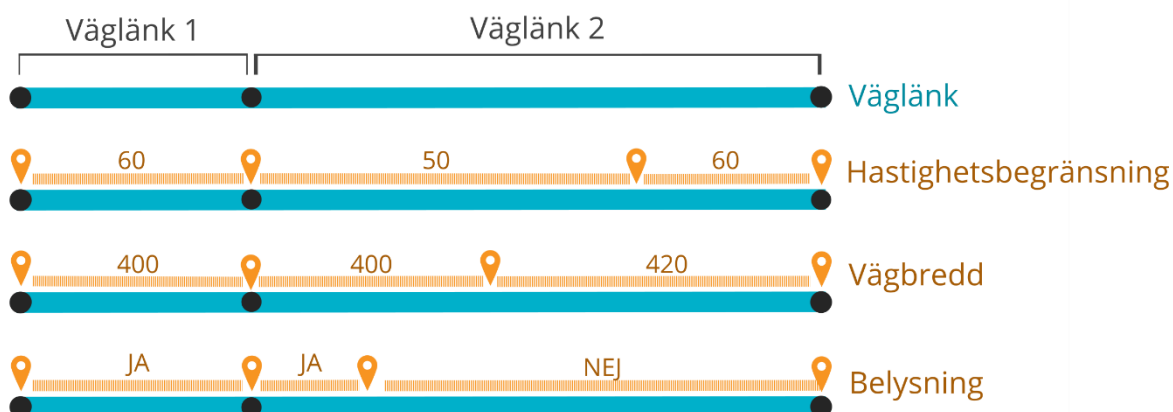 Väglänk 1 Väglänk 2
Väglänk
60 50 60
Hastighetsbegränsning
400 400 420
Vägbredd
JA JA NEJ
Belysning